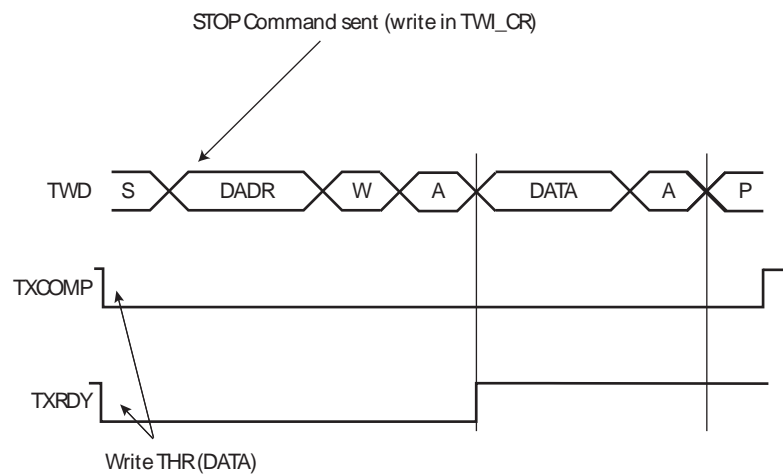 STOP Command sent (write in TWI_CR)
TWD S DADR W A DATA A P
TXCOMP
TXRDY
Write THR (DATA)